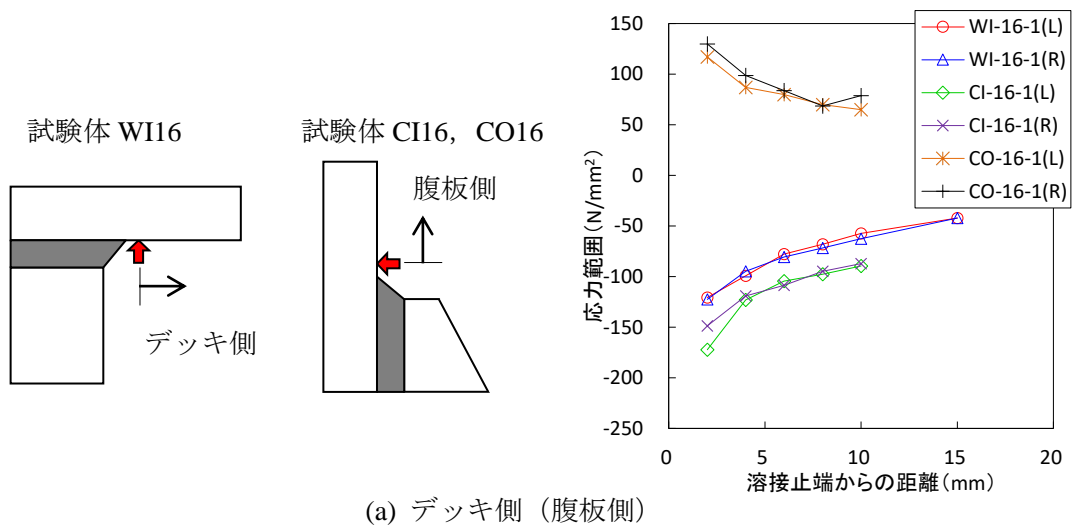 試験体 WI16
デッキ側
試験体 CI16, CO16
腹板側
応力範囲(N/mm²)
150
100
50
0
-50
-100
-150
-200
-250
0
5
10
15
20
溶接止端からの距離(mm)
WI-16-1(L)
WI-16-1(R)
CI-16-1(L)
CI-16-1(R)
CO-16-1(L)
CO-16-1(R)
(a) デッキ側（腹板側）